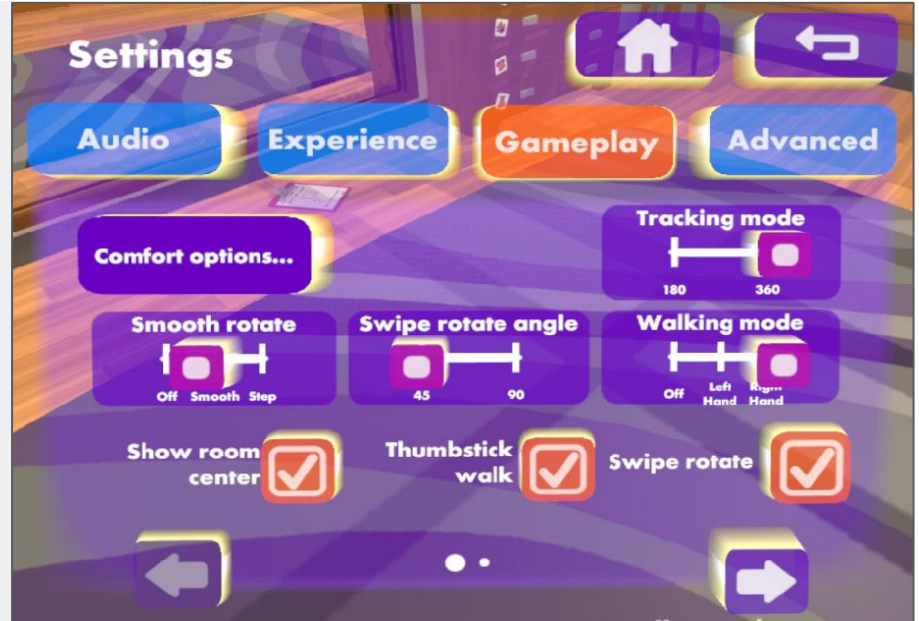 Settings
Audio Experience Gameplay Advanced
Comfort options...
Tracking mode
180 360
Smooth rotate
Off Smooth Step
Swipe rotate angle
45 90
Walking mode
Off Left Hand Right Hand
Show room
center
Thumbstick
walk
Swipe rotate